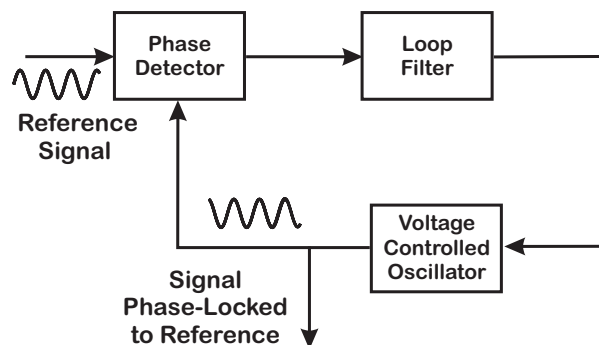 Phase
Detector
Loop
Filter
Reference
Signal
Voltage
Controlled
Oscillator
Signal
Phase-Locked
to Reference